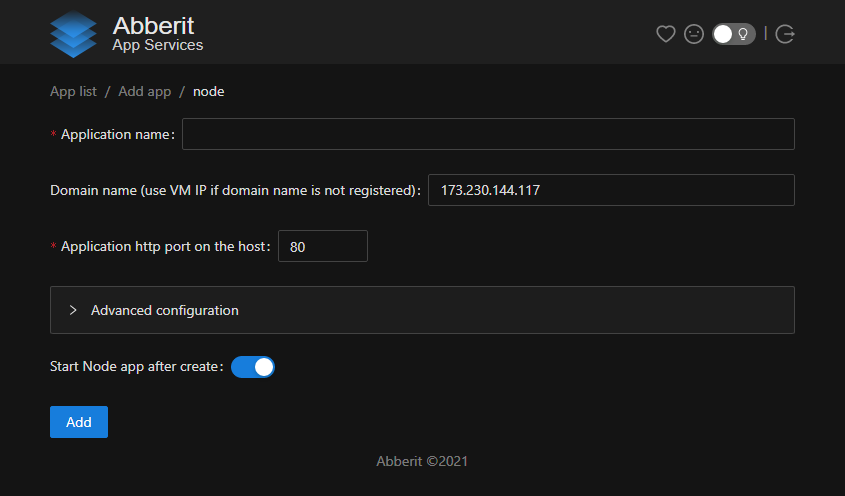 Abberit
App Services
App list / Add app / node
* Application name:
Domain name (use VM IP if domain name is not registered): 173.230.144.117
* Application http port on the host: 80
Advanced configuration
Start Node app after create:
Add
Abberit ©2021